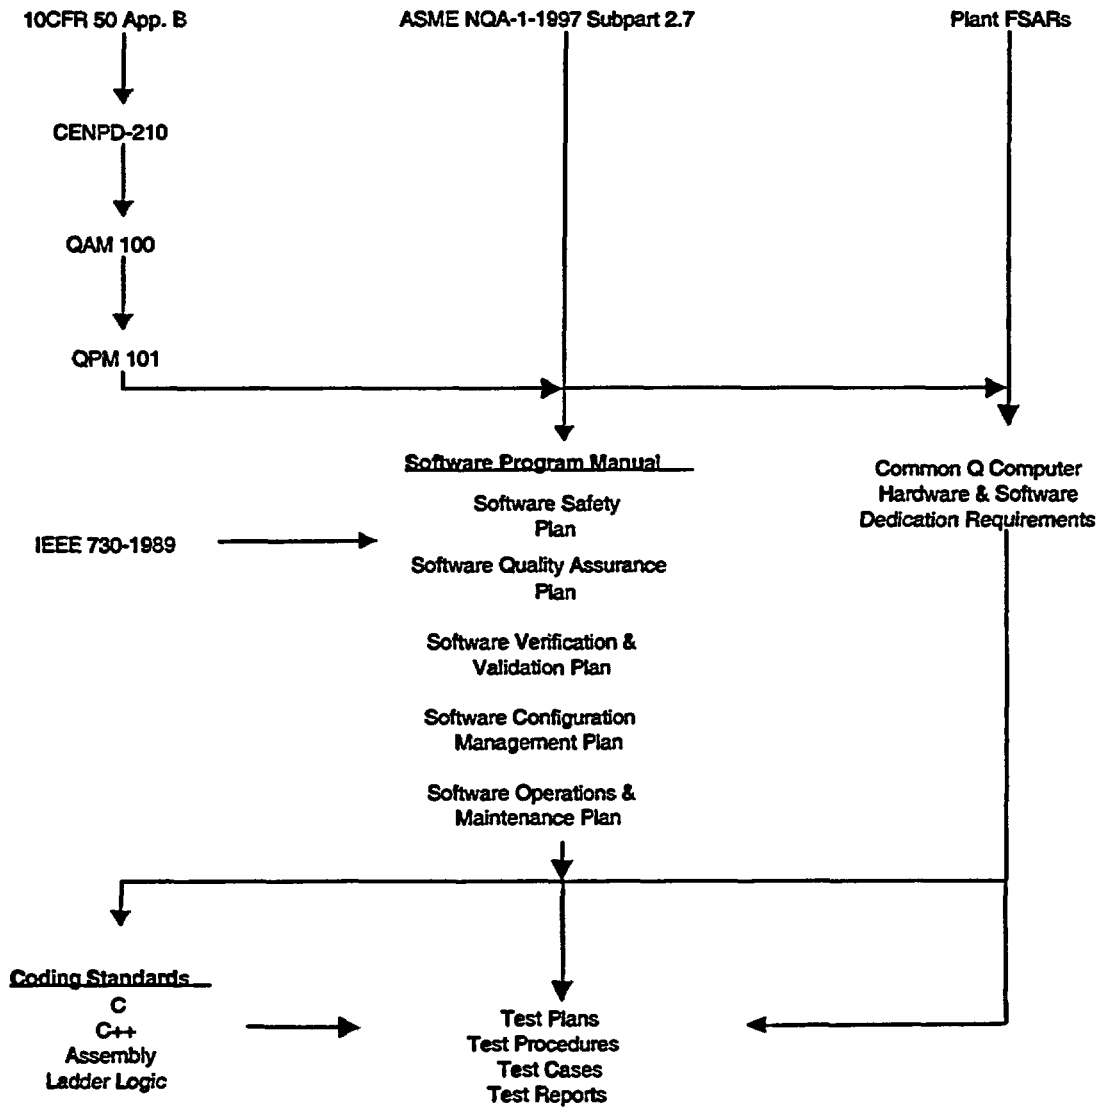 10CFR 50 App. B
ASME NQA-1-1997 Subpart 2.7
Plant FSARs
CENPD-210
QAM 100
QPM 101
Software Program Manual
Software Safety
Plan
Common Q Computer
Hardware & Software
Dedication Requirements
IEEE 730-1989
Software Quality Assurance
Plan
Software Verification &
Validation Plan
Software Configuration
Management Plan
Software Operations &
Maintenance Plan
Coding Standards
C
C++
Assembly
Ladder Logic
Test Plans
Test Procedures
Test Cases
Test Reports